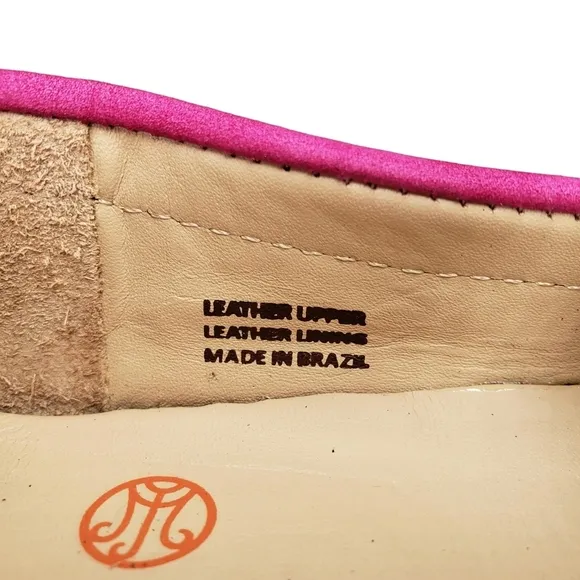 LEATHER UPPER
LEATHER LINING
MADE IN BRAZIL